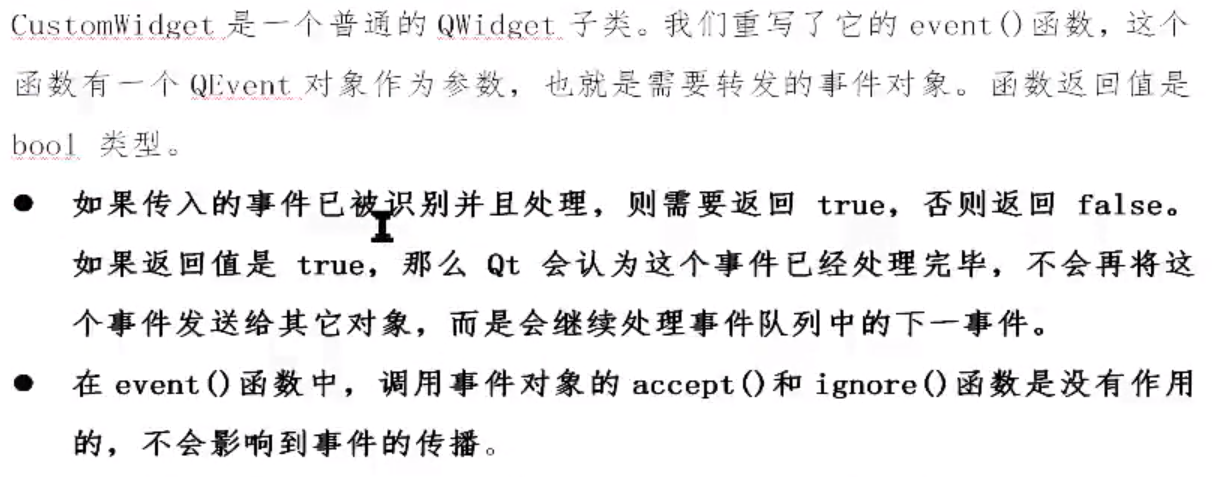 CustomWidget 是一个普通的 QWidget 子类。我们重写了它的 event()函数，这个
函数有一个 QEvent 对象作为参数，也就是需要转发的事件对象。函数返回值是
bool 类型。
● 如果传入的事件已被识别并且处理，则需要返回 true，否则返回 false。
如果返回值是 true，那么 Qt 会认为这个事件已经处理完毕，不会再将这
个事件发送给其它对象，而是会继续处理事件队列中的下一事件。
● 在 event()函数中，调用事件对象的 accept()和 ignore()函数是没有作用
的，不会影响到事件的传播。